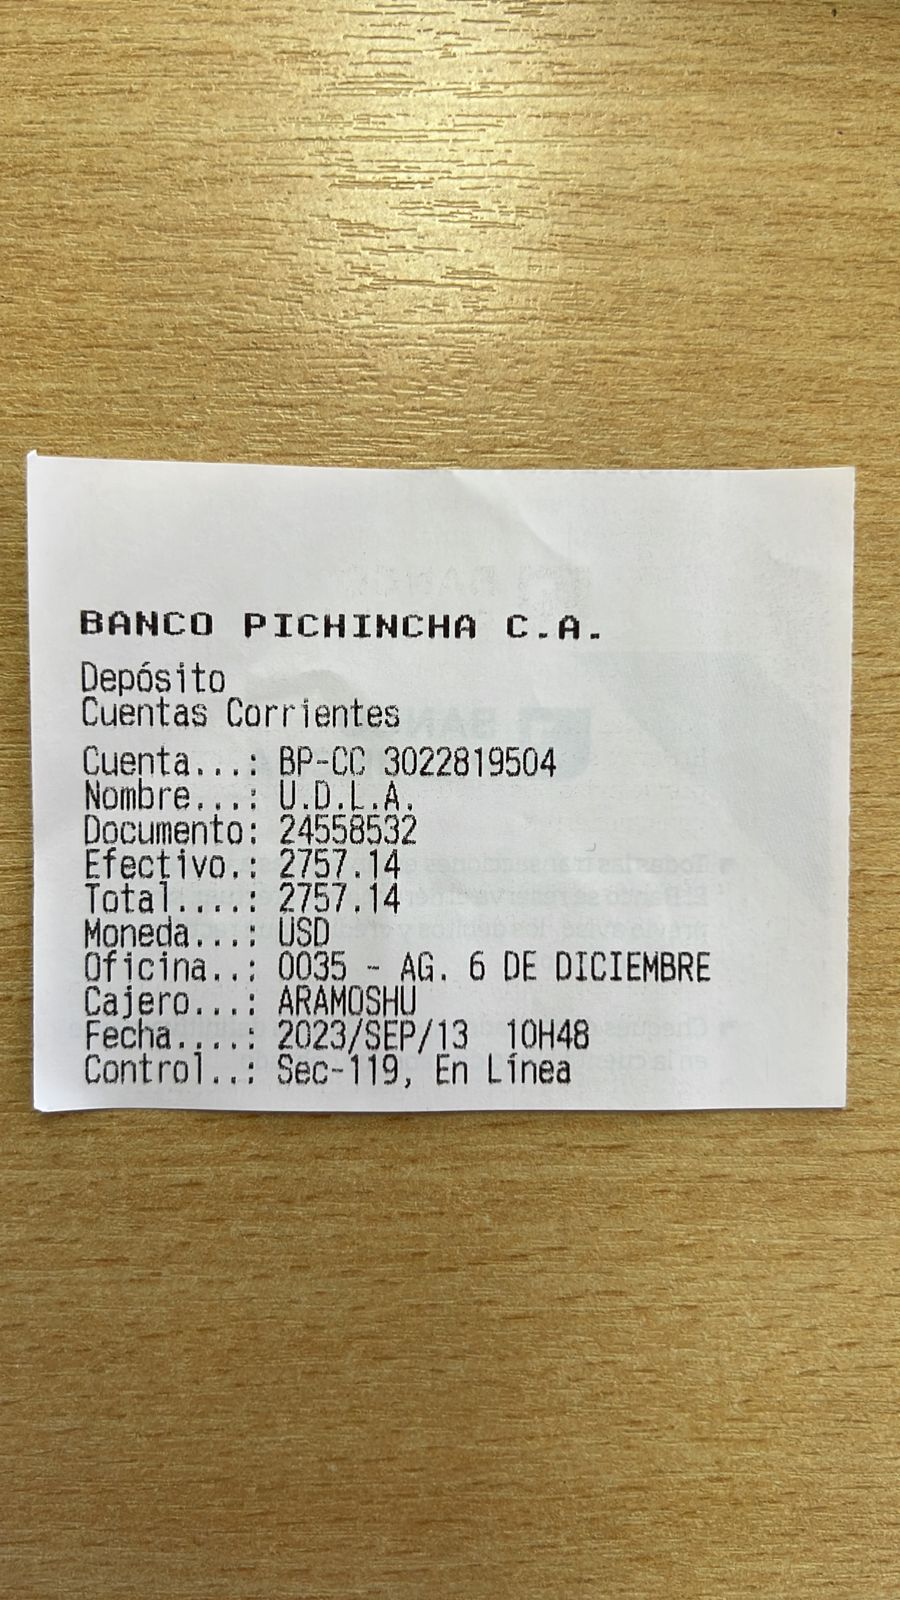 BANCO PICHINCHA C.A.
Depósito
Cuentas Corrientes
Cuenta...: BP-CC 3022819504
Nombre...: U.D.L.A.
Documento: 24558532
Efectivo.: 2757.14
Total....: 2757.14
Moneda...: USD
Oficina..: 0035 - AG. 6 DE DICIEMBRE
Cajero...: ARAMOSHU
Fecha....: 2023/SEP/13  10H48
Control..: Sec-119, En Línea